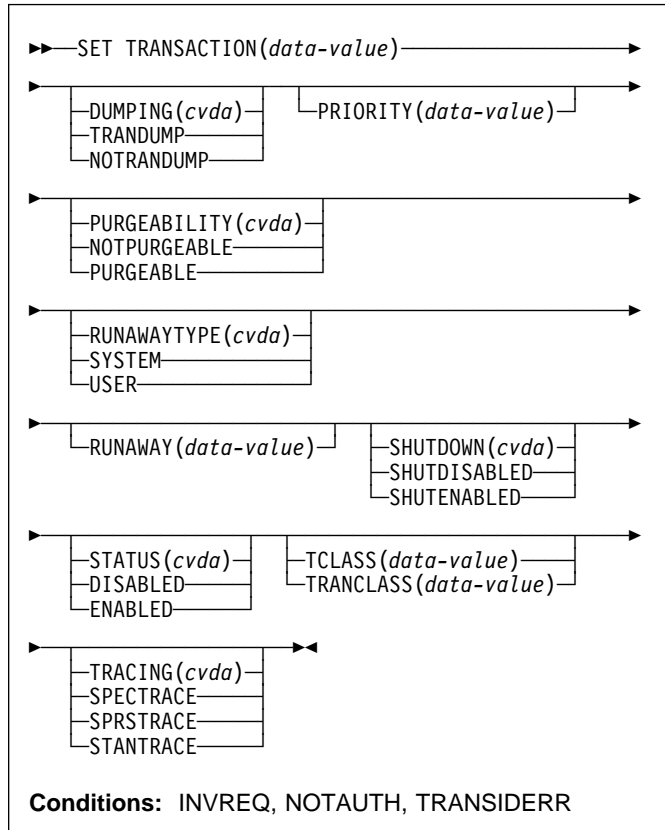 SET TRANSACTION(data-value)
DUMPING(cvda) PRIORITY(data-value)
TRANDUMP
NOTRANDUMP
PURGEABILITY(cvda)
NOTPURGEABLE
PURGEABLE
RUNAWAYTYPE(cvda)
SYSTEM
USER
RUNAWAY(data-value) SHUTDOWN(cvda)
SHUTDISABLED
SHUTENABLED
STATUS(cvda) TCLASS(data-value)
DISABLED TRANCLASS(data-value)
ENABLED
TRACING(cvda)
SPECTRACE
SPRSTRACE
STANTRACE
Conditions: INVREQ, NOTAUTH, TRANSIDERR